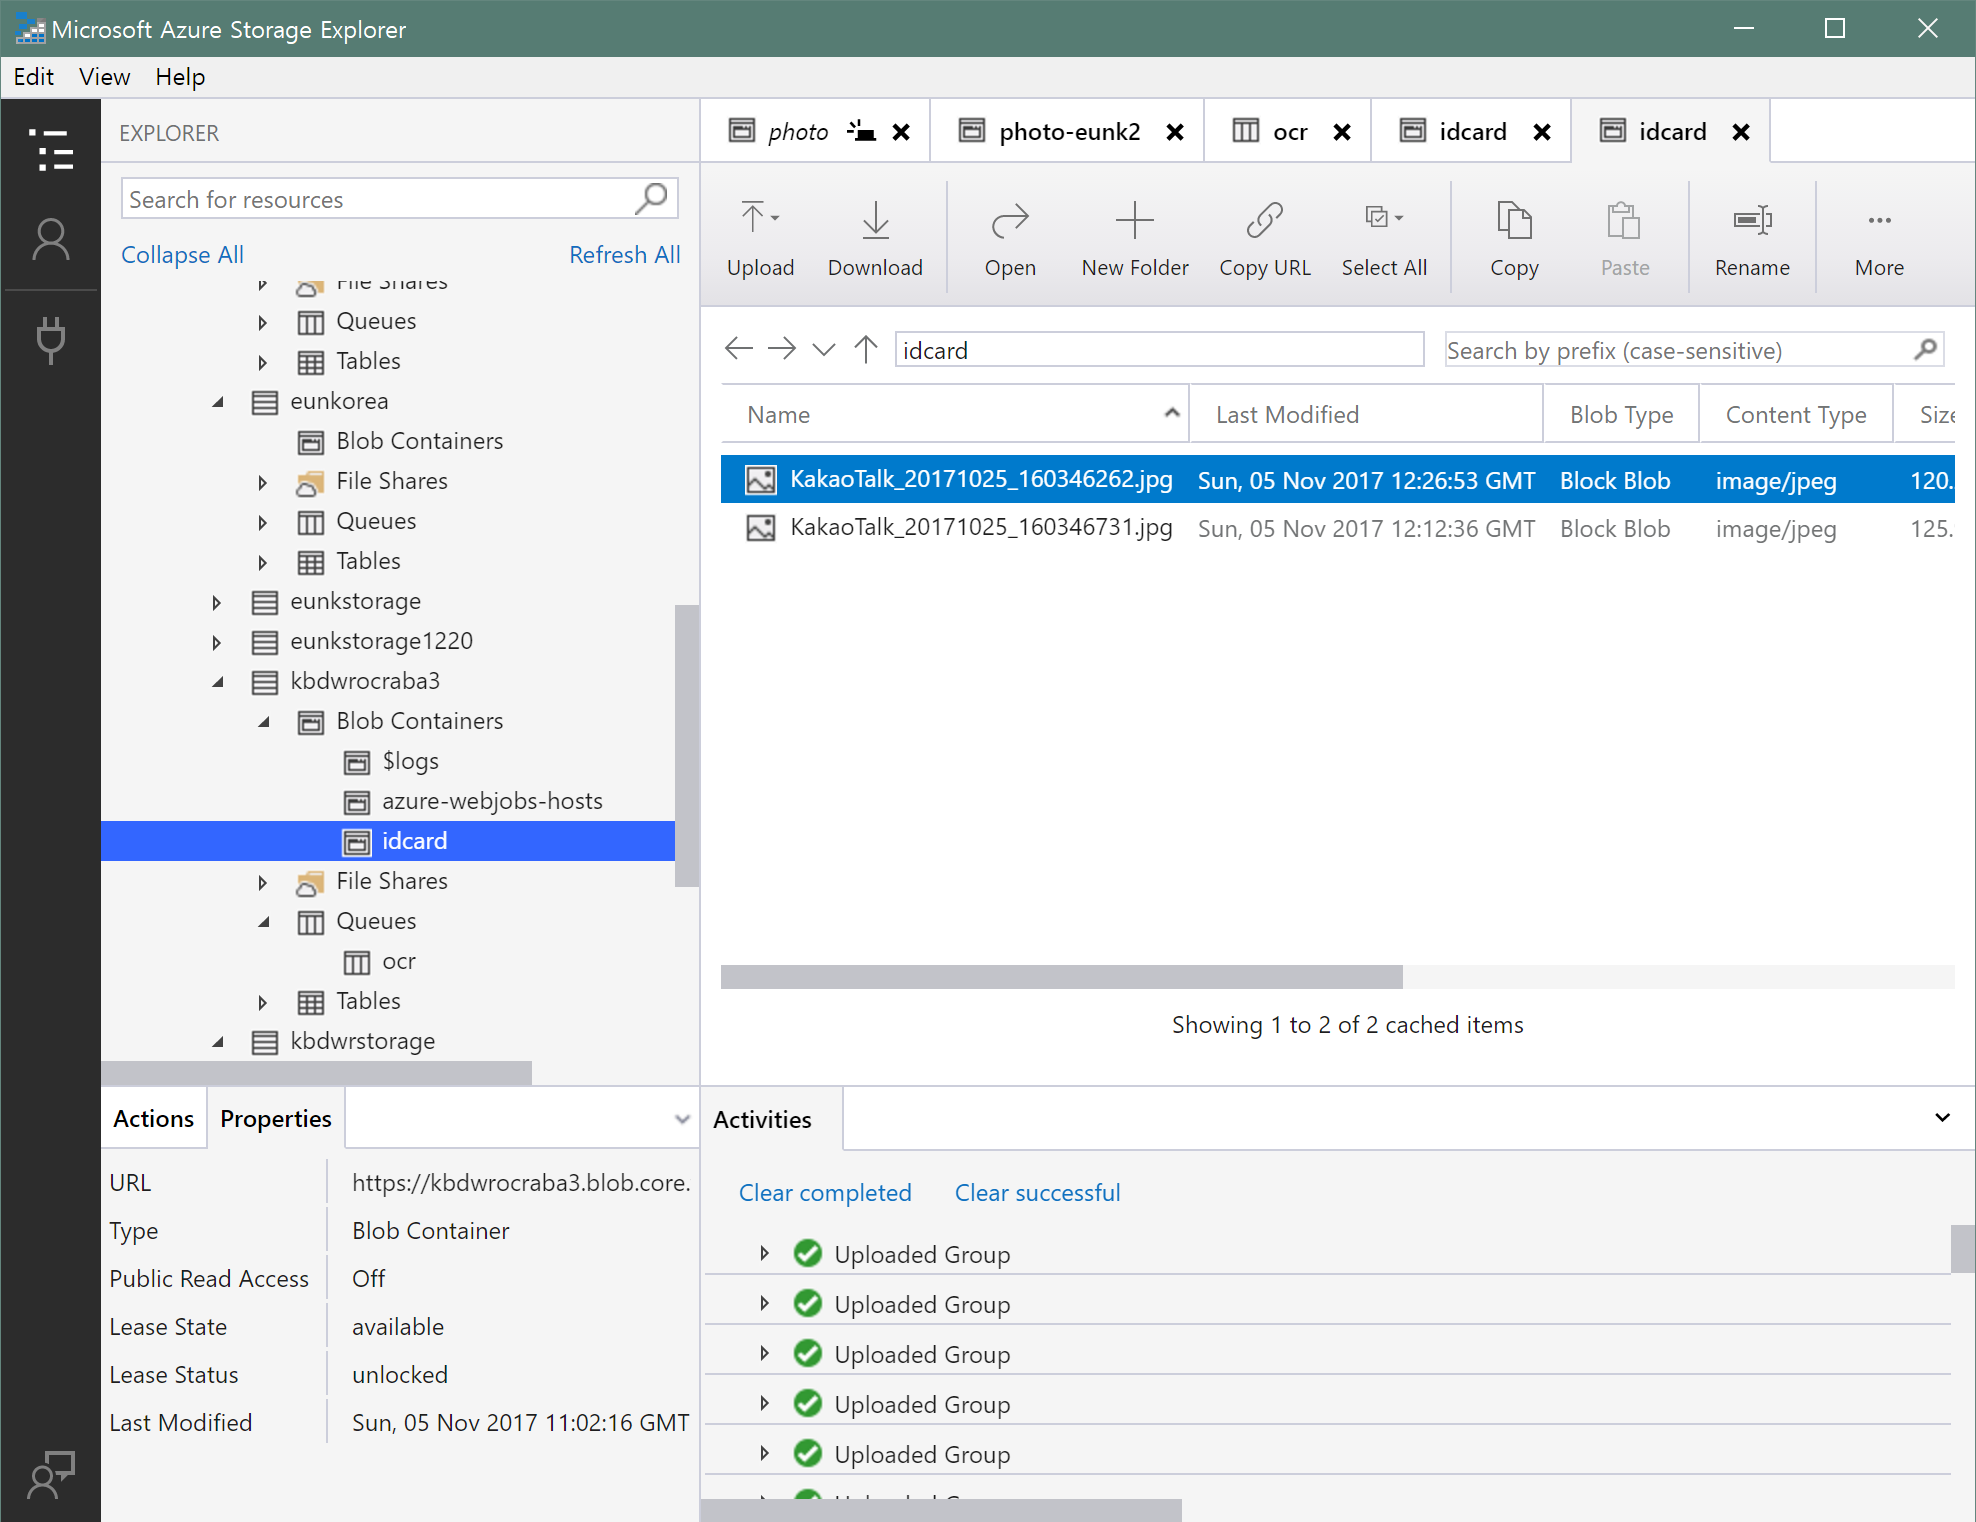 Microsoft Azure Storage Explorer
Edit View Help
EXPLORER
Search for resources
Collapse All Refresh All
File Shares
Queues
Tables
eunkorea
Blob Containers
File Shares
Queues
Tables
eunkstorage
eunkstorage1220
kbdwrocraba3
Blob Containers
$logs
azure-webjobs-hosts
idcard
File Shares
Queues
ocr
Tables
kbdwrstorage
Actions Properties
URL https://kbdwrocraba3.blob.core.
Type Blob Container
Public Read Access Off
Lease State available
Lease Status unlocked
Last Modified Sun, 05 Nov 2017 11:02:16 GMT
photo photo-eunk2 ocr idcard idcard
Upload Download Open New Folder Copy URL Select All Copy Paste Rename More
idcard Search by prefix (case-sensitive)
Name Last Modified Blob Type Content Type Size
KakaoTalk_20171025_160346262.jpg Sun, 05 Nov 2017 12:26:53 GMT Block Blob image/jpeg 120.
KakaoTalk_20171025_160346731.jpg Sun, 05 Nov 2017 12:12:36 GMT Block Blob image/jpeg 125.
Showing 1 to 2 of 2 cached items
Activities
Clear completed Clear successful
Uploaded Group
Uploaded Group
Uploaded Group
Uploaded Group
Uploaded Group